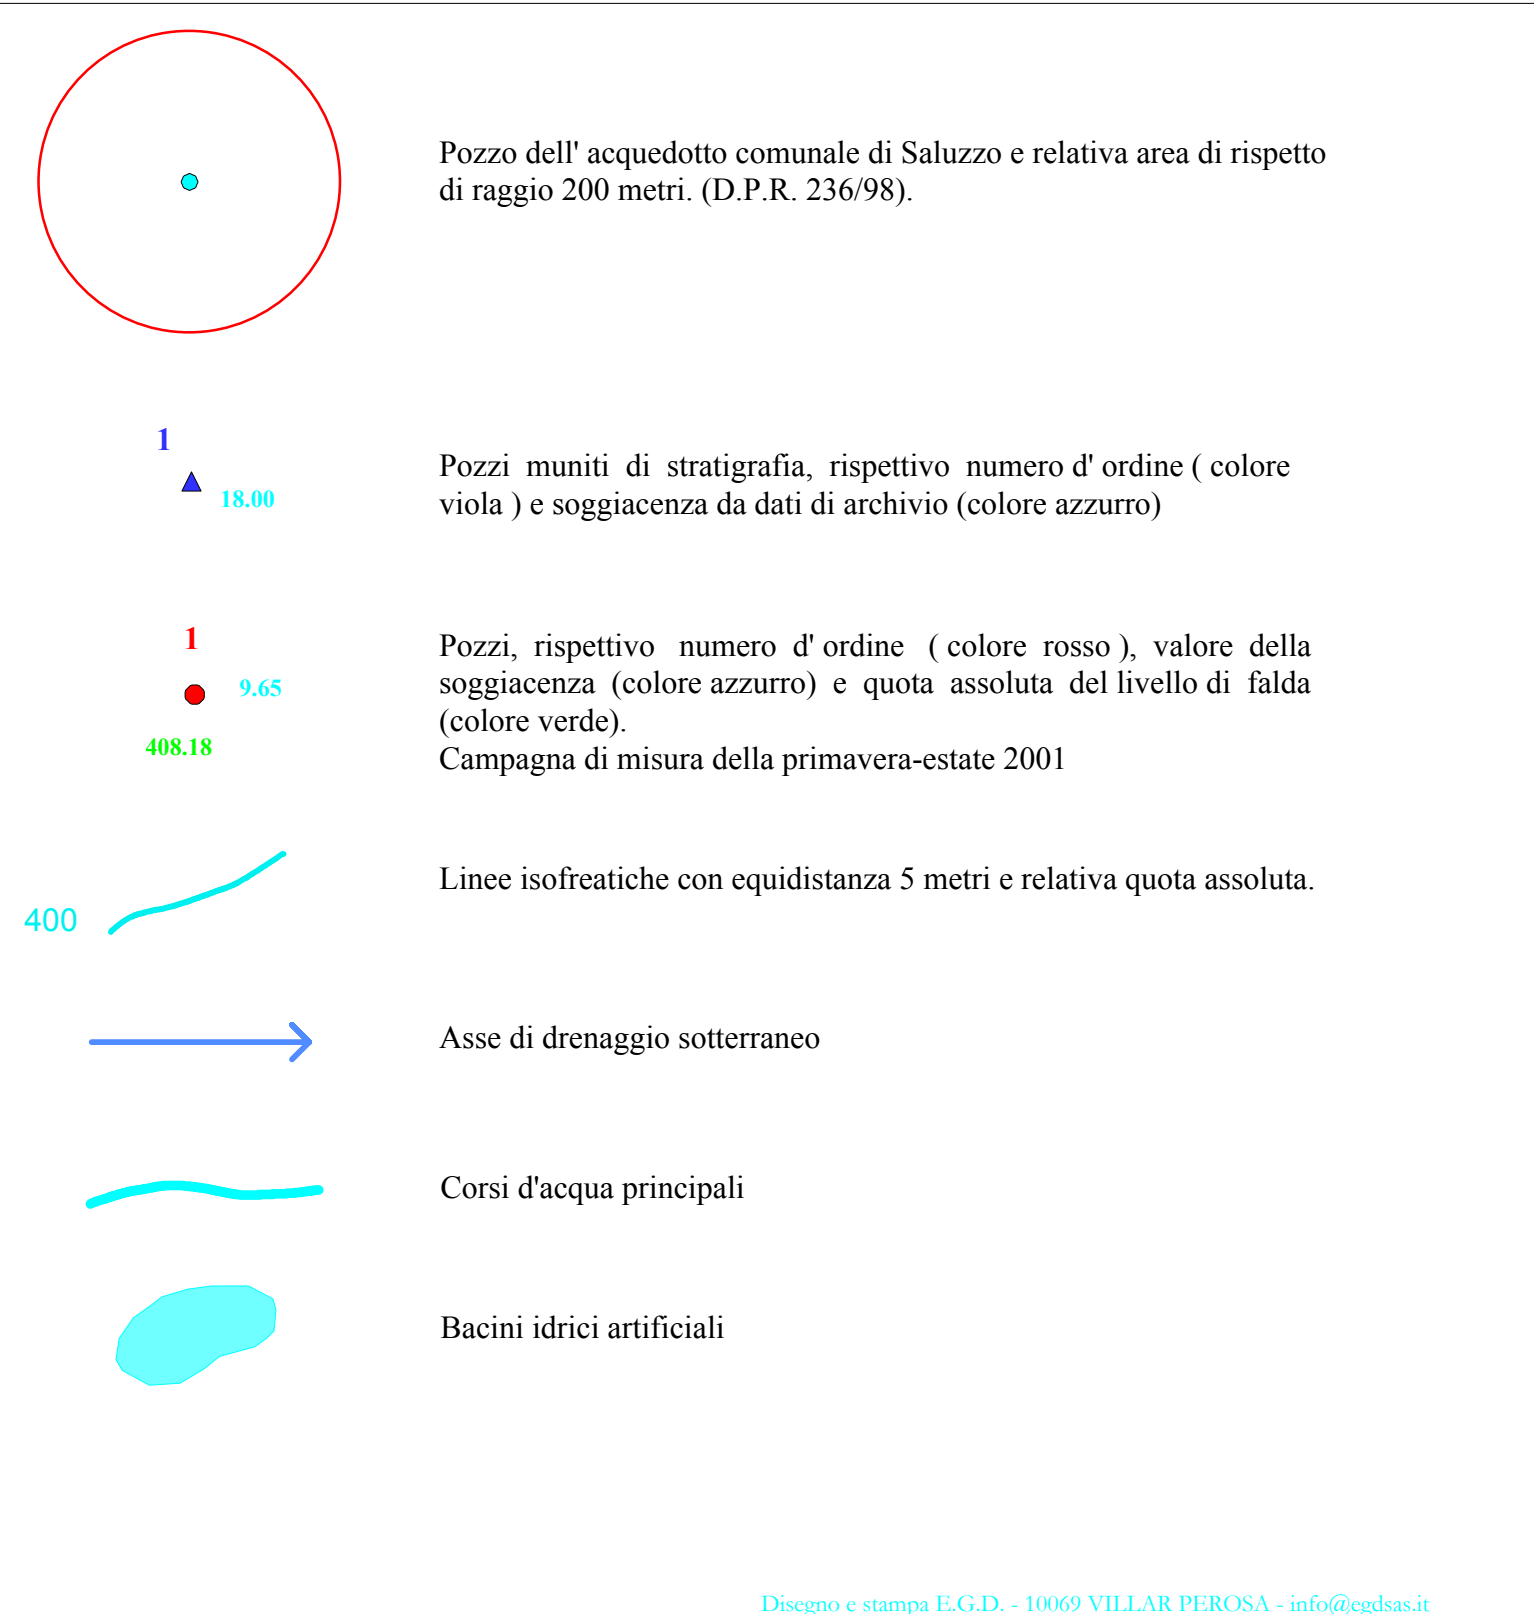 Pozzo dell' acquedotto comunale di Saluzzo e relativa area di rispetto
di raggio 200 metri. (D.P.R. 236/98).
1
18.00
Pozzi muniti di stratigrafia, rispettivo numero d' ordine ( colore
viola ) e soggiacenza da dati di archivio (colore azzurro)
1
9.65
408.18
Pozzi, rispettivo numero d' ordine ( colore rosso ), valore della
soggiacenza (colore azzurro) e quota assoluta del livello di falda
(colore verde).
Campagna di misura della primavera-estate 2001
400
Linee isofreatiche con equidistanza 5 metri e relativa quota assoluta.
Asse di drenaggio sotterraneo
Corsi d'acqua principali
Bacini idrici artificiali
Disegno e stampa E.G.D. - 10069 VILLAR PEROSA - info@egdsas.it